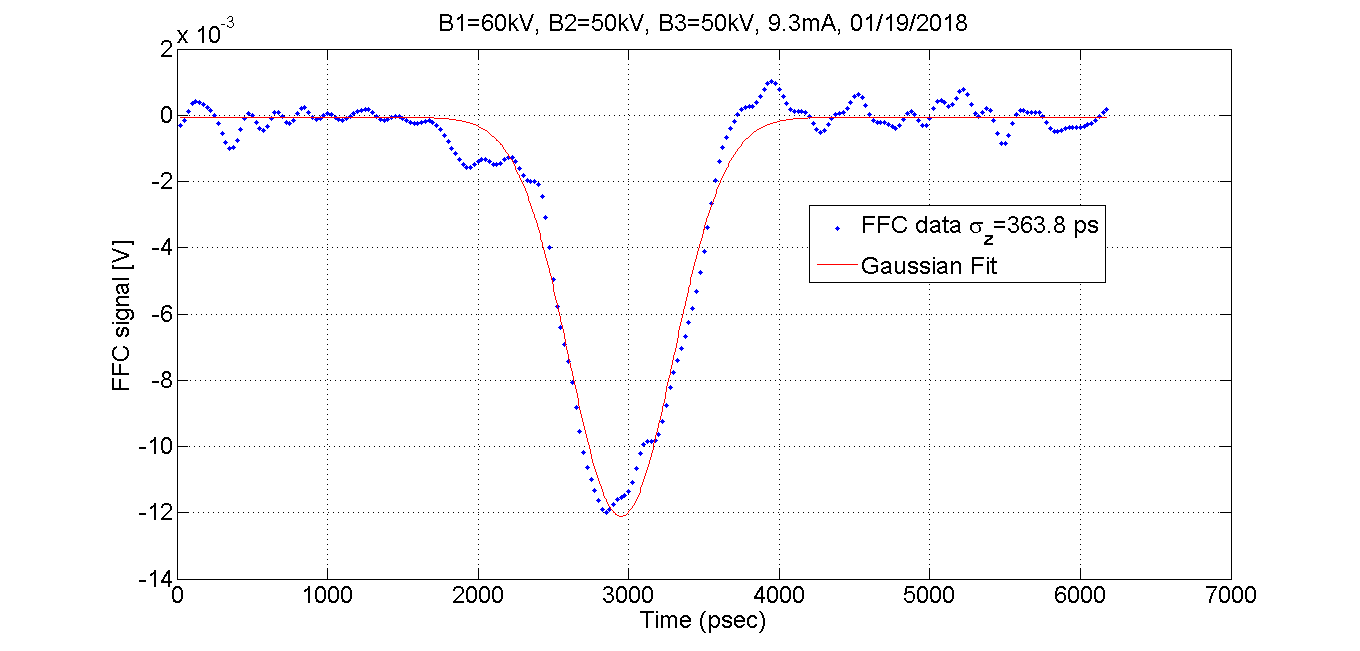 B1=60kV, B2=50kV, B3=50kV, 9.3mA, 01/19/2018
x 10⁻³
2
0
-2
-4
-6
-8
-10
-12
-14
FFC signal [V]
FFC data σz=363.8 ps
Gaussian Fit
0 1000 2000 3000 4000 5000 6000 7000
Time (psec)